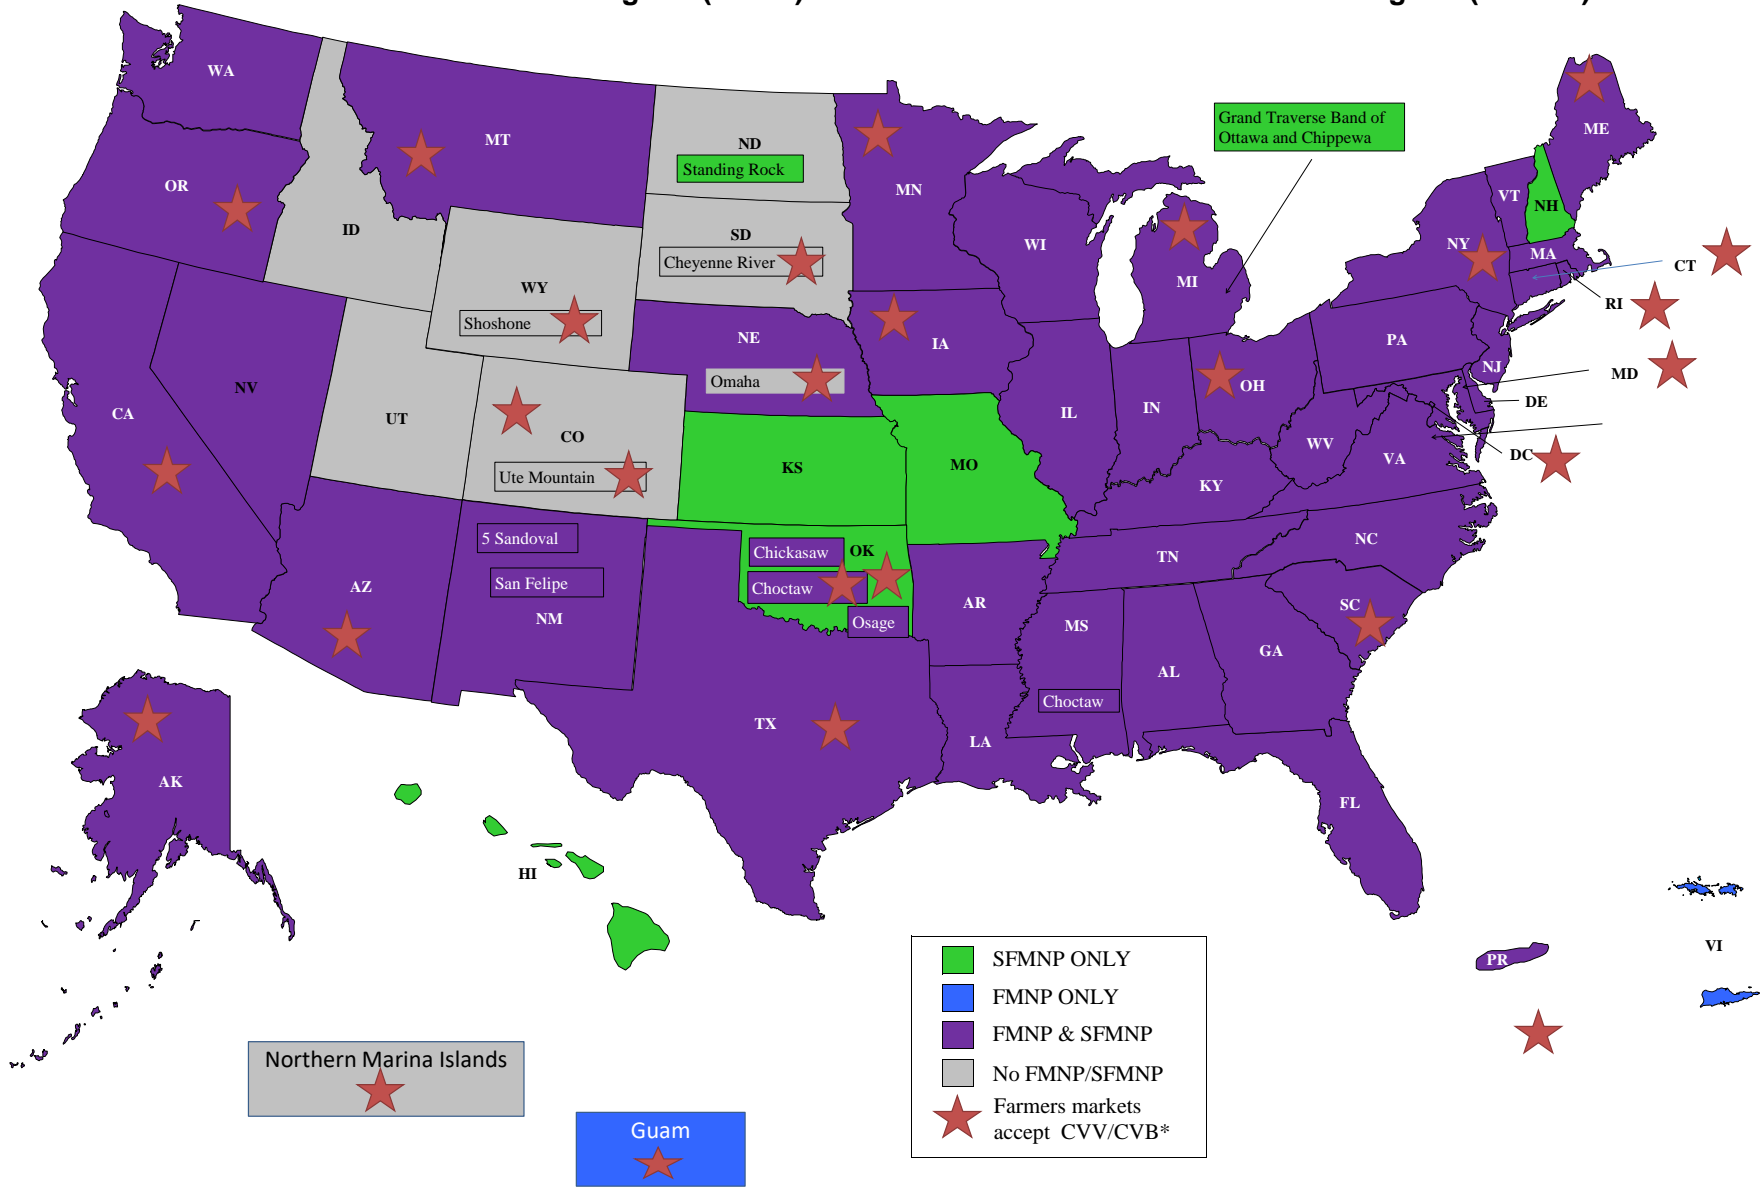 WA
MT
ND
Standing Rock
MN
OR
ID
SD
Cheyenne River
WY
Shoshone
WI
MI
Grand Traverse Band of
Ottawa and Chippewa
ME
VT
NH
NY
MA
CT
RI
NE
Omaha
IA
PA
NJ
MD
DE
NV
CA
UT
CO
Ute Mountain
KS
MO
IL
IN
OH
WV
VA
DC
KY
5 Sandoval
San Felipe
NM
AZ
Chickasaw
OK
Choctaw
Osage
AR
TN
NC
SC
MS
Choctaw
AL
GA
TX
LA
FL
AK
HI
PR
VI
SFMNP ONLY
FMNP ONLY
FMNP & SFMNP
No FMNP/SFMNP
Farmers markets
accept CVV/CVB*
Northern Marina Islands
Guam